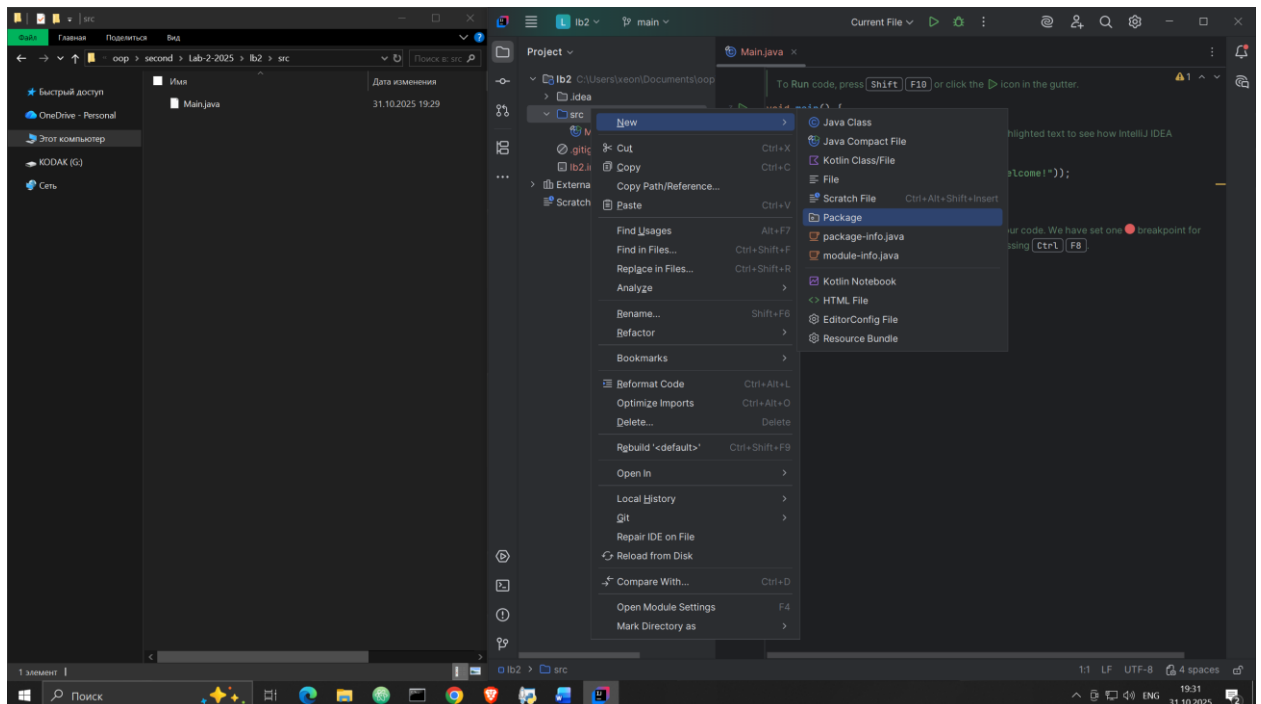 src
Файл Главная Поделиться Вид
oop > second > Lab-2-2025 > lb2 > src
Поиск в: src
Имя Дата изменения
Main.java 31.10.2025 19:29
Быстрый доступ
OneDrive - Personal
Этот компьютер
KODAK (G:)
Сеть
1 элемент
L lb2 main Current File
Project
lb2 C:\Users\xeon\Documents\oop
.idea
src
M
.gitig
lb2.i
Externa
Scratch
Main.java
To Run code, press Shift F10 or click the icon in the gutter.
1
void main() {
hlighted text to see how IntelliJ IDEA
elcome!"));
ur code. We have set one breakpoint for
ssing Ctrl F8.
New
Cut Ctrl+X
Copy Ctrl+C
Copy Path/Reference...
Paste Ctrl+V
Find Usages Alt+F7
Find in Files... Ctrl+Shift+F
Replace in Files... Ctrl+Shift+R
Analyze
Rename... Shift+F6
Refactor
Bookmarks
Reformat Code Ctrl+Alt+L
Optimize Imports Ctrl+Alt+O
Delete... Delete
Rebuild '<default>' Ctrl+Shift+F9
Open In
Local History
Git
Repair IDE on File
Reload from Disk
Compare With... Ctrl+D
Open Module Settings F4
Mark Directory as
Java Class
Java Compact File
Kotlin Class/File
File
Scratch File Ctrl+Alt+Shift+Insert
Package
package-info.java
module-info.java
Kotlin Notebook
HTML File
EditorConfig File
Resource Bundle
lb2 > src
1:1 LF UTF-8 4 spaces
Поиск
ENG
19:31
31.10.2025
2